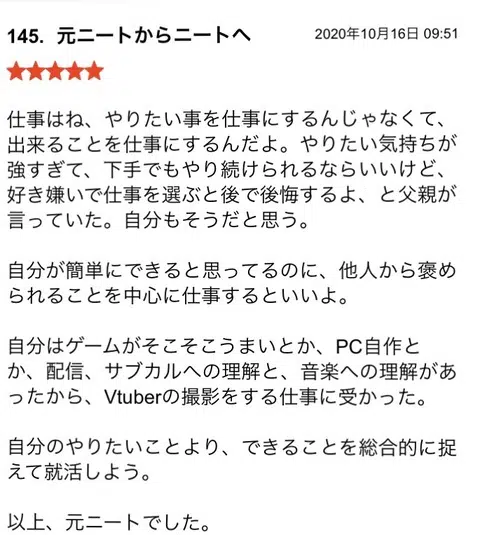 145. 元ニートからニートへ 2020年10月16日 09:51
★★★★★
仕事はね、やりたい事を仕事にするんじゃなくて、
出来ることを仕事にするんだよ。やりたい気持ちが
強すぎて、下手でもやり続けられるならいいけど、
好き嫌いで仕事を選ぶと後で後悔するよ、と父親が
言っていた。自分もそうだと思う。
自分が簡単にできると思ってるのに、他人から褒め
られることを中心に仕事するといいよ。
自分はゲームがそこそこうまいとか、PC自作と
か、配信、サブカルへの理解と、音楽への理解があ
ったから、Vtuberの撮影をする仕事に受かった。
自分のやりたいことより、できることを総合的に捉
えて就活しよう。
以上、元ニートでした。